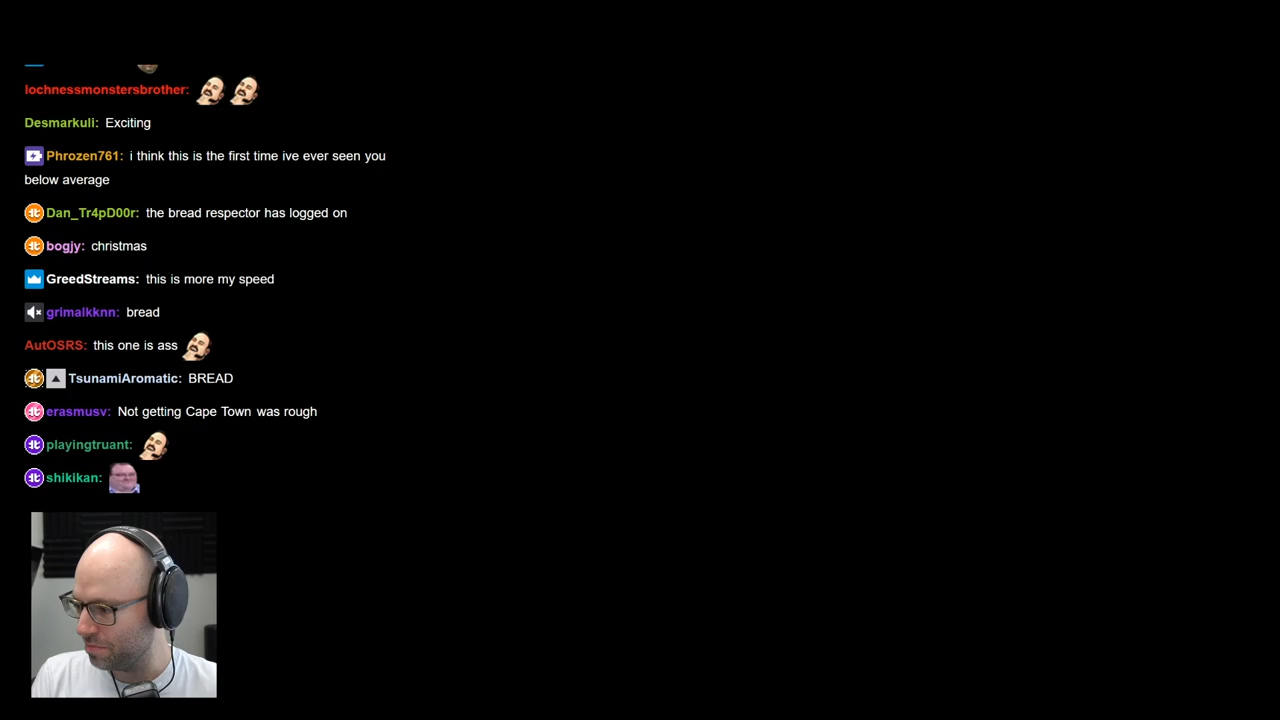 lochnessmonstersbrother:
Desmarkuli: Exciting
Phrozen761: i think this is the first time ive ever seen you
below average
Dan_Tr4pD00r: the bread respector has logged on
bogjy: christmas
GreedStreams: this is more my speed
grimalkknn: bread
AutOSRS: this one is ass
TsunamiAromatic: BREAD
erasmusv: Not getting Cape Town was rough
playingtruant:
shikikan: